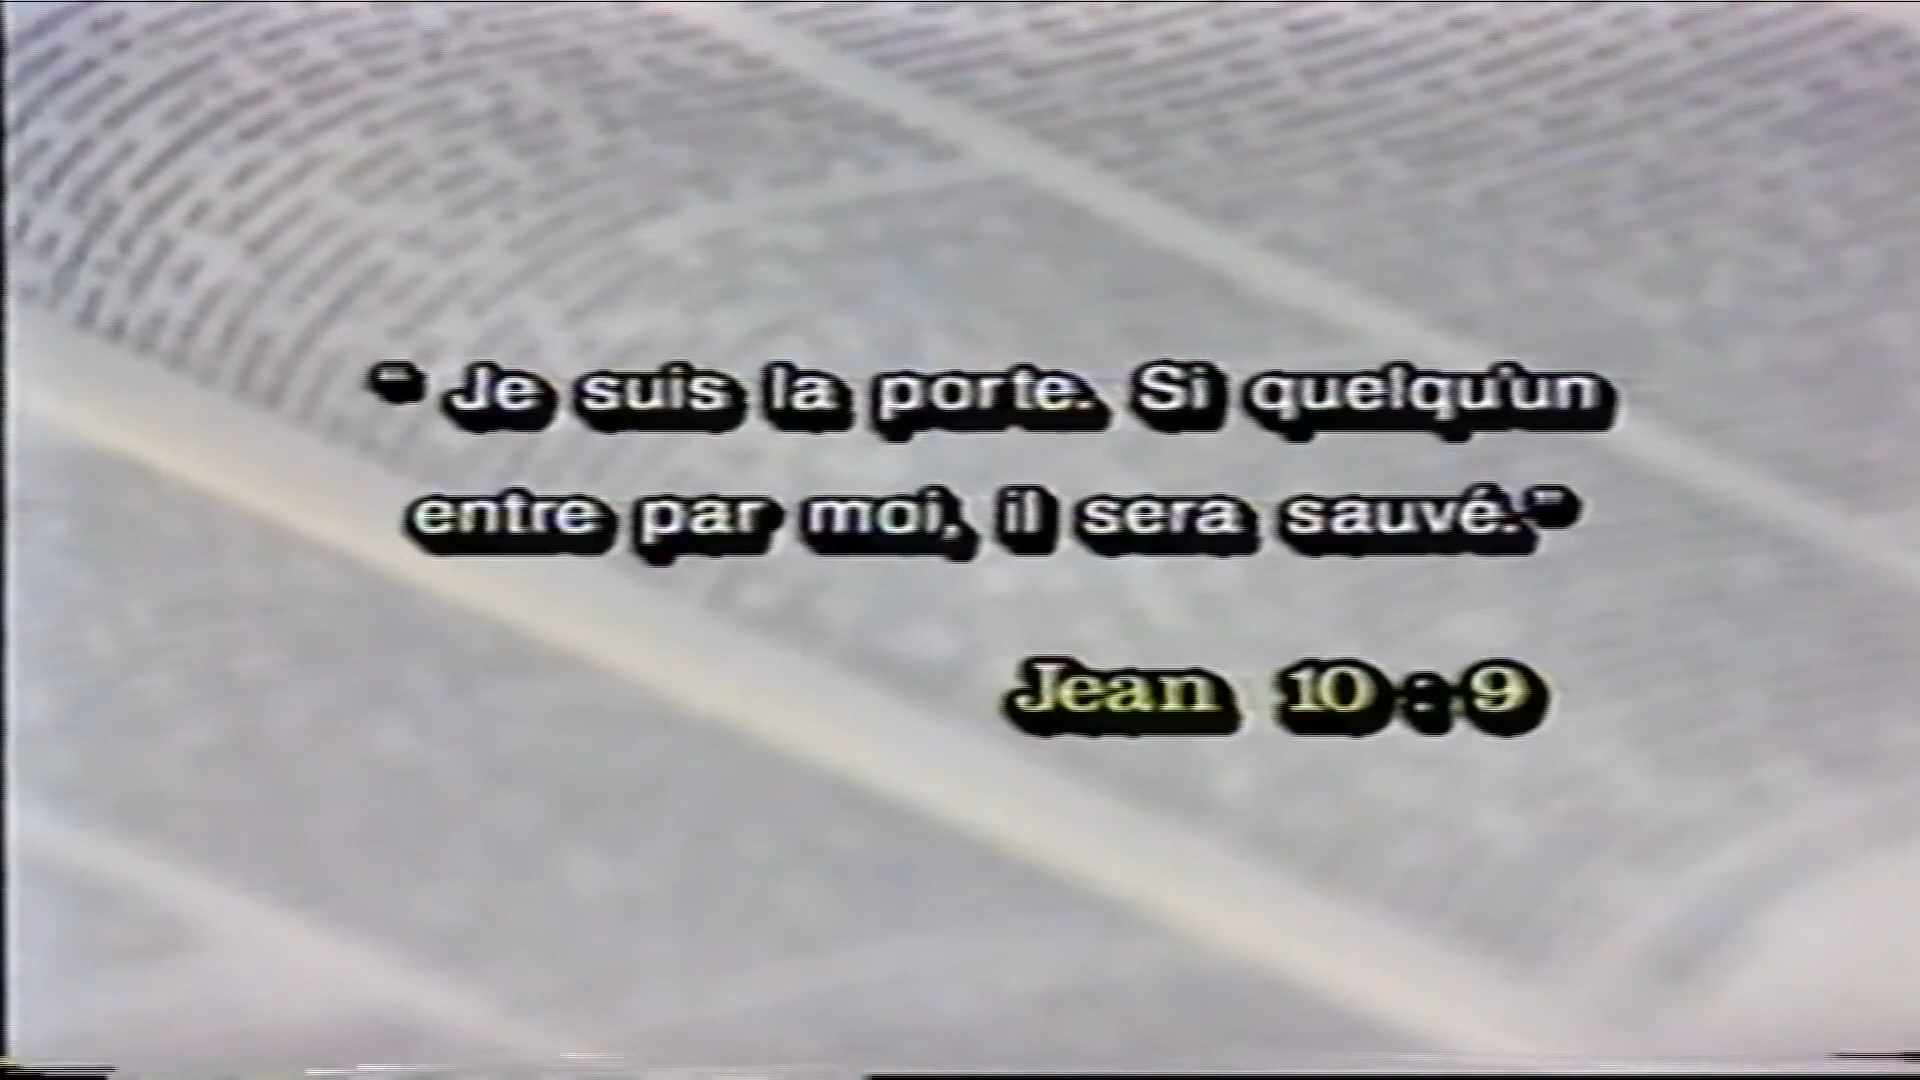 " Je suis la porte. Si quelqu'un
entre par moi, il sera sauvé."
Jean 10 : 9